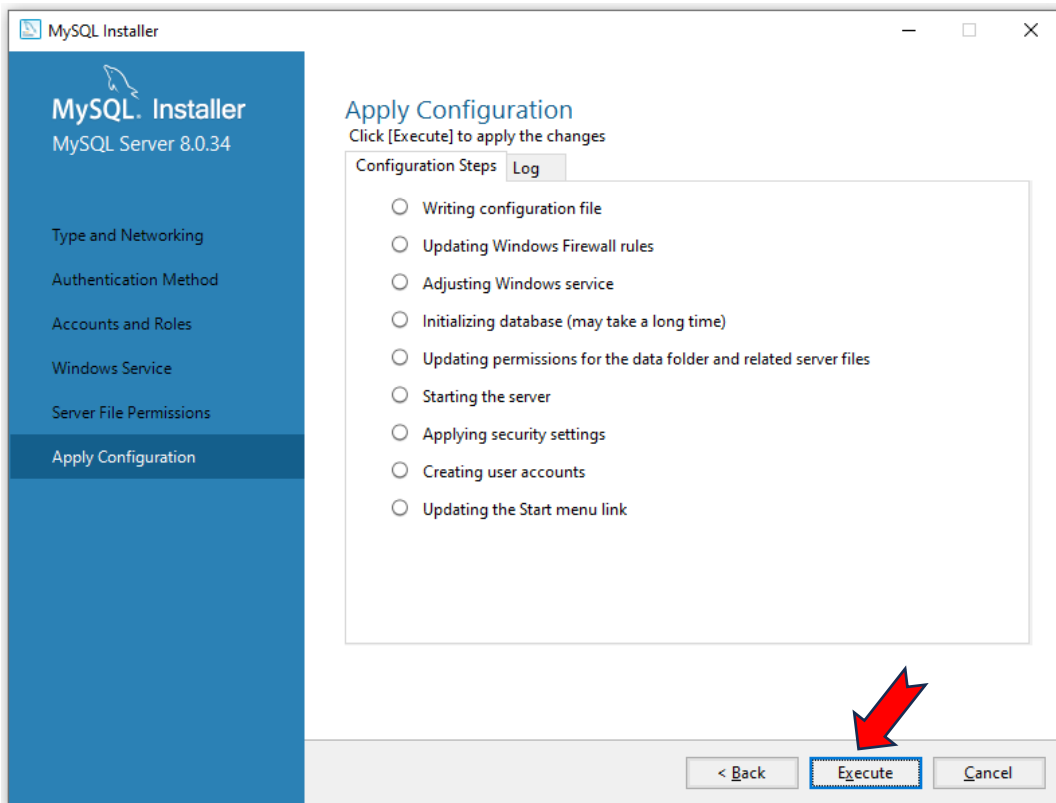 MySQL Installer
MySQL. Installer
MySQL Server 8.0.34
Type and Networking
Authentication Method
Accounts and Roles
Windows Service
Server File Permissions
Apply Configuration
Apply Configuration
Click [Execute] to apply the changes
Configuration Steps Log
Writing configuration file
Updating Windows Firewall rules
Adjusting Windows service
Initializing database (may take a long time)
Updating permissions for the data folder and related server files
Starting the server
Applying security settings
Creating user accounts
Updating the Start menu link
< Back Execute Cancel